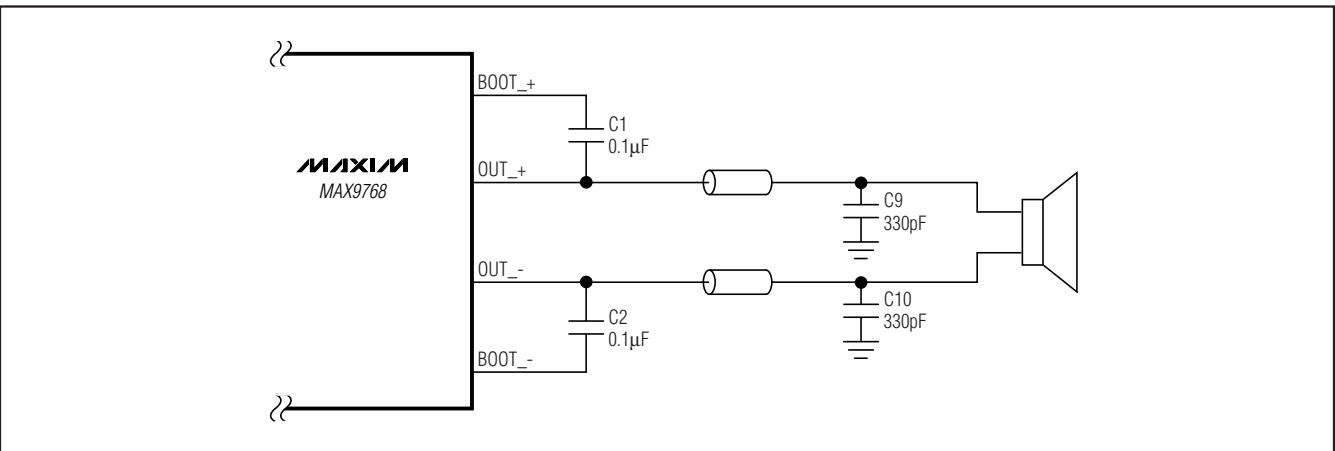 BOOT_+
C1
0.1μF
MAXIM
MAX9768
OUT_+
C9
330pF
OUT_-
C2
0.1μF
C10
330pF
BOOT_-